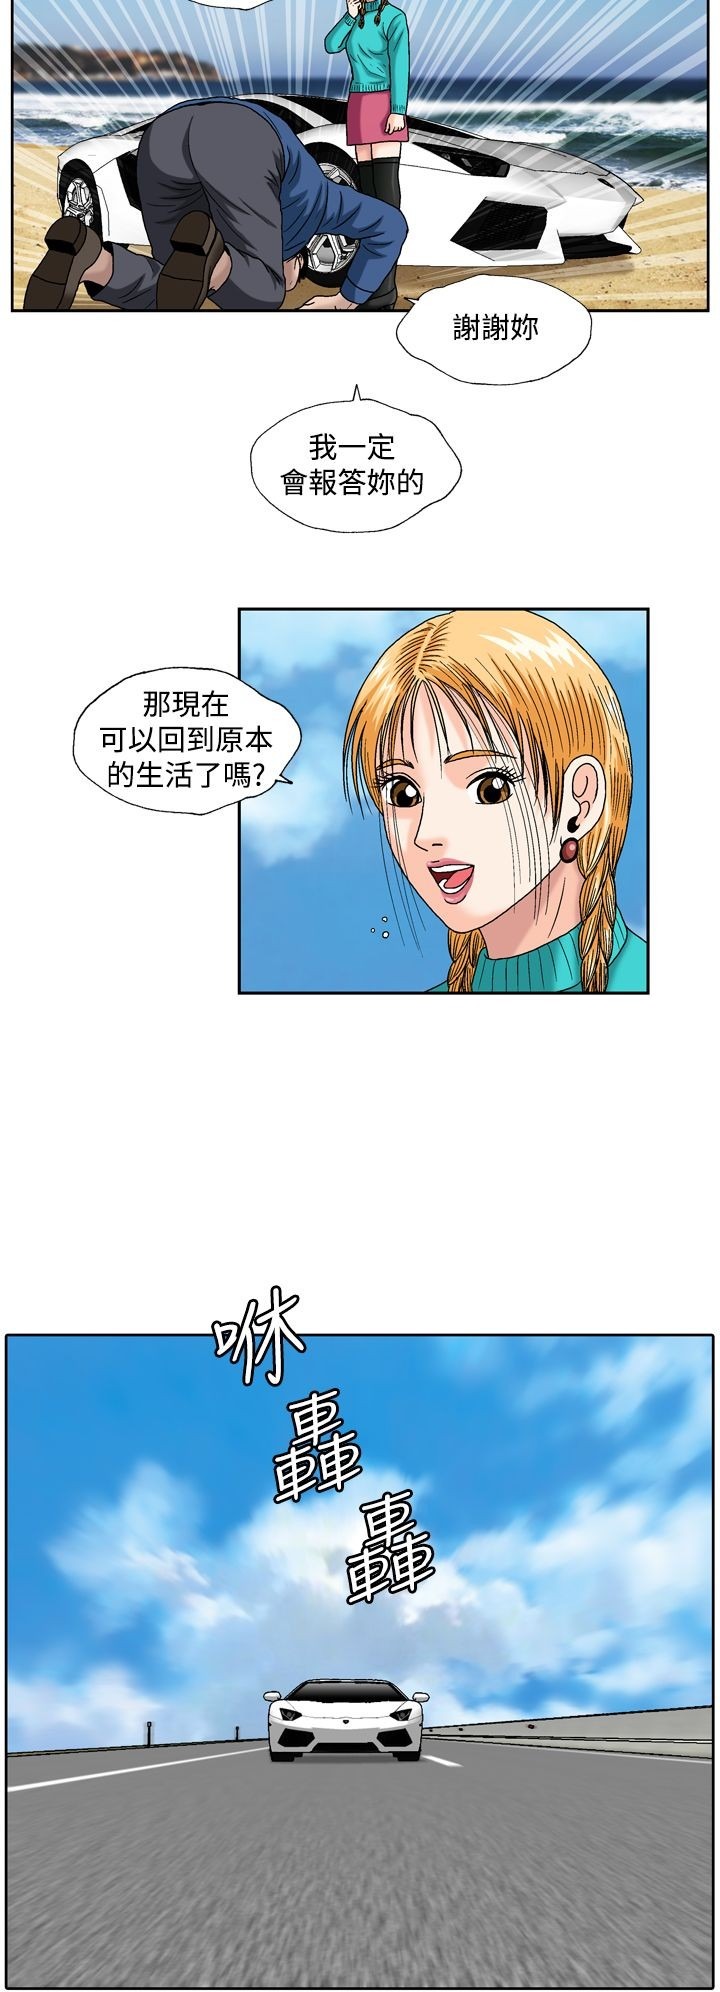 謝謝妳
我一定
會報答妳的
那現在
可以回到原本
的生活了嗎?
咻
轟
轟